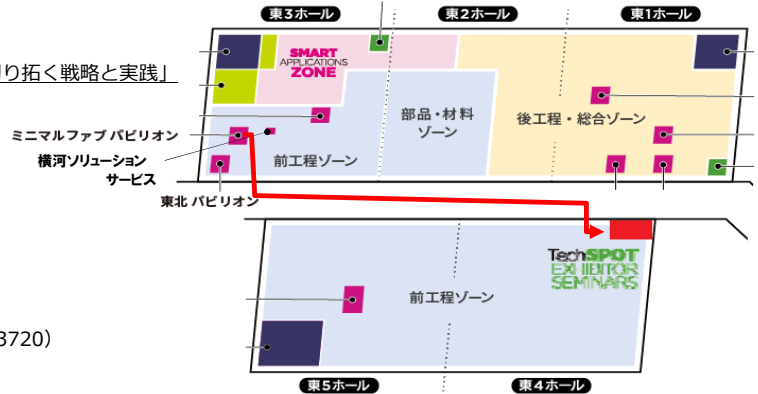 東3ホール
東2ホール
東1ホール
り拓く戦略と実践」
SMART
APPLICATIONS
ZONE
部品・材料
ゾーン
後工程・総合ゾーン
ミニマルファブ パビリオン
横河ソリューション
サービス
前工程ゾーン
東北 パビリオン
TechSPOT
EXHIBITOR
SEMINARS
前工程ゾーン
3720）
東5ホール
東4ホール